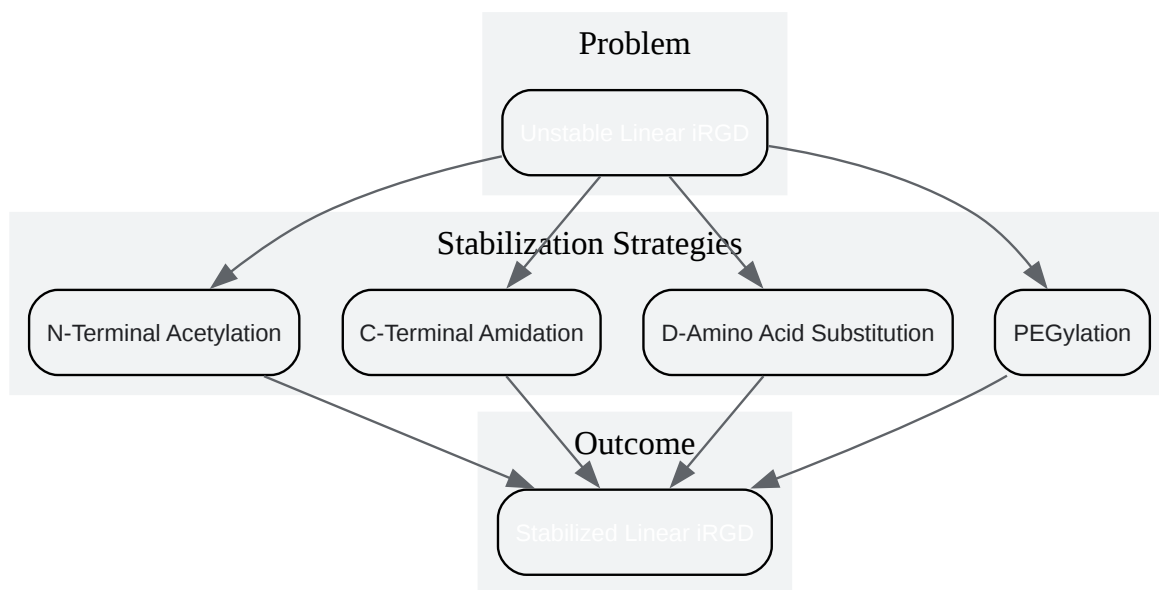 Problem
Unstable Linear iRGD
Stabilization Strategies
N-Terminal Acetylation
C-Terminal Amidation
D-Amino Acid Substitution
PEGylation
Outcome
Stabilized Linear iRGD